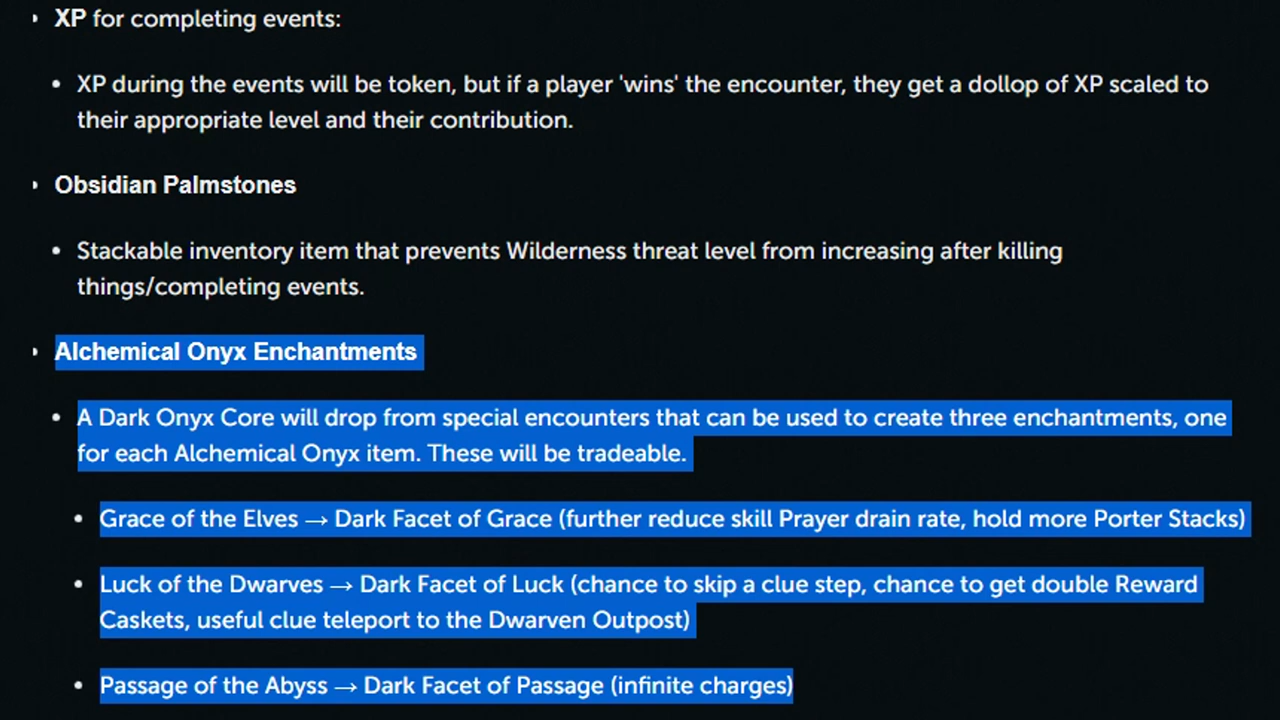 XP for completing events:
XP during the events will be token, but if a player 'wins' the encounter, they get a dollop of XP scaled to
their appropriate level and their contribution.
Obsidian Palmstones
Stackable inventory item that prevents Wilderness threat level from increasing after killing
things/completing events.
Alchemical Onyx Enchantments
A Dark Onyx Core will drop from special encounters that can be used to create three enchantments, one
for each Alchemical Onyx item. These will be tradeable.
Grace of the Elves → Dark Facet of Grace (further reduce skill Prayer drain rate, hold more Porter Stacks)
Luck of the Dwarves → Dark Facet of Luck (chance to skip a clue step, chance to get double Reward
Caskets, useful clue teleport to the Dwarven Outpost)
Passage of the Abyss → Dark Facet of Passage (infinite charges)